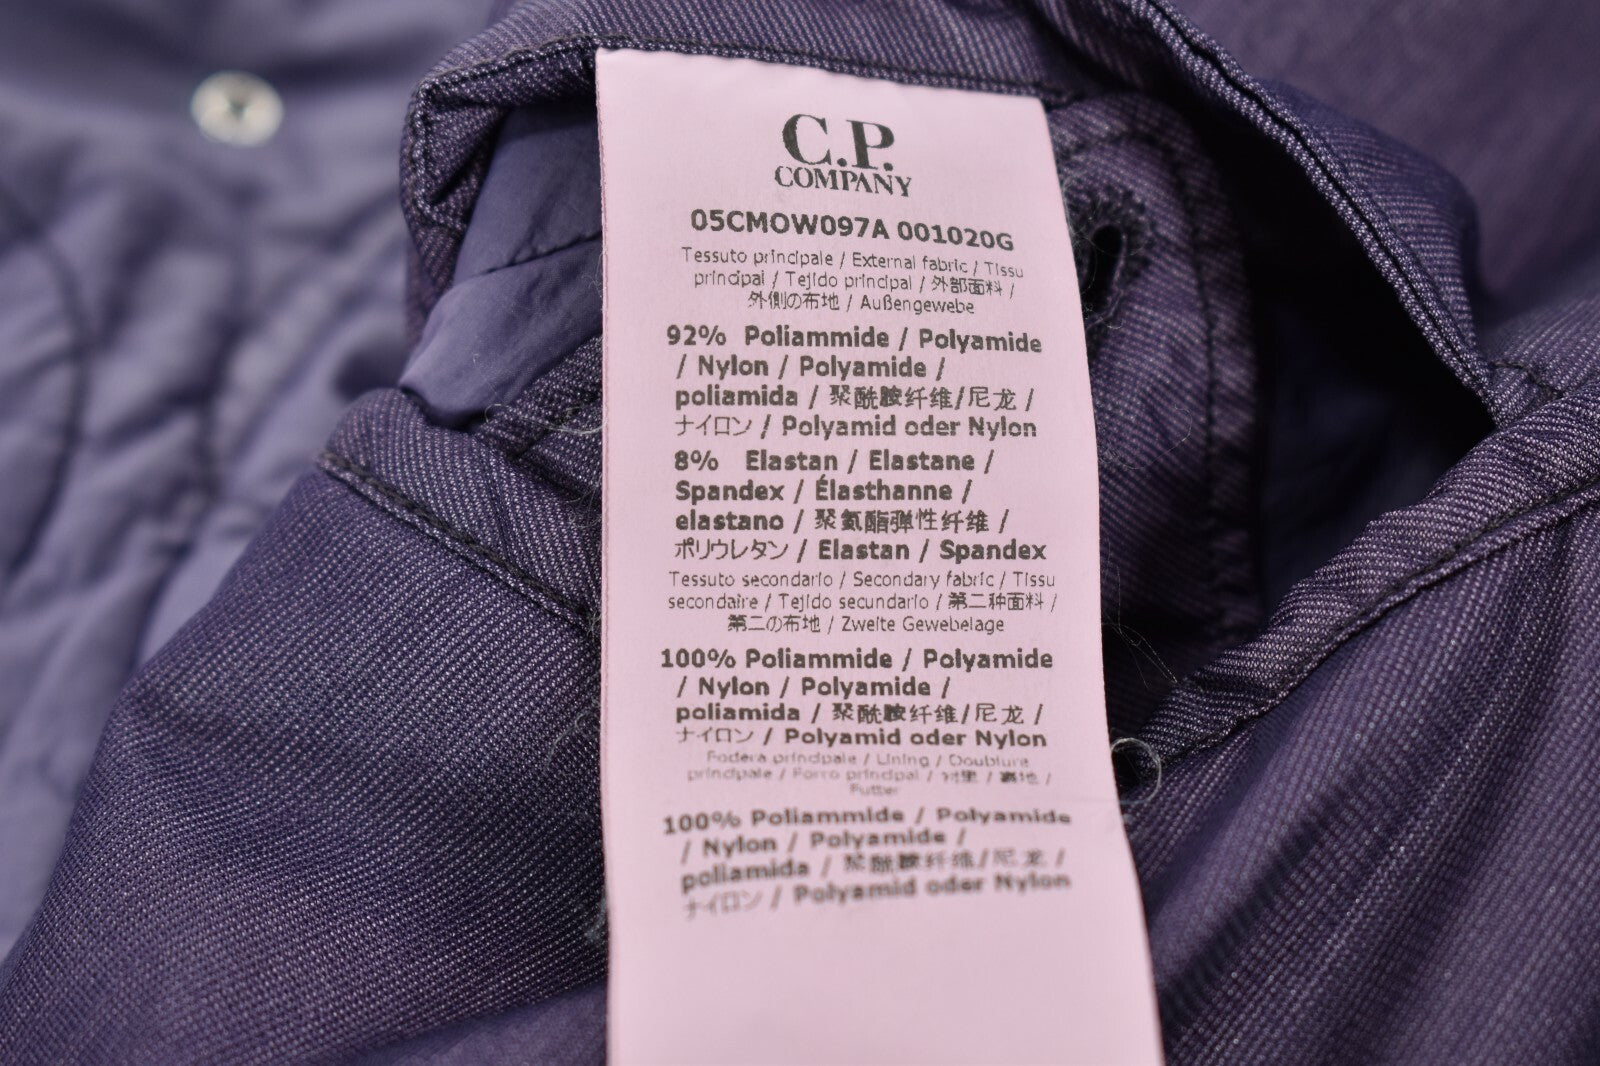 C.P.
COMPANY
05CMOW097A 001020G
Tessuto principale / External fabric / Tissu
principal / Tejido principal / 外部面料 /
外側の布地 / Außengewebe
92% Poliammide / Polyamide
/ Nylon / Polyamide /
poliamida / 聚酰胺纤维/尼龙 /
ナイロン / Polyamid oder Nylon
8% Elastan / Elastane /
Spandex / Élasthanne /
elastano / 聚氨酯弹性纤维 /
ポリウレタン / Elastan / Spandex
Tessuto secondario / Secondary fabric / Tissu
secondaire / Tejido secundario / 第二种面料 /
第二の布地 / Zweite Gewebelage
100% Poliammide / Polyamide
/ Nylon / Polyamide /
poliamida / 聚酰胺纤维/尼龙 /
ナイロン / Polyamid oder Nylon
Fodera principale / Lining / Doublure
principale / Forro principal / 衬里 / 裏地 /
Futter
100% Poliammide / Polyamide
/ Nylon / Polyamide /
poliamida / 聚酰胺纤维/尼龙 /
ナイロン / Polyamid oder Nylon